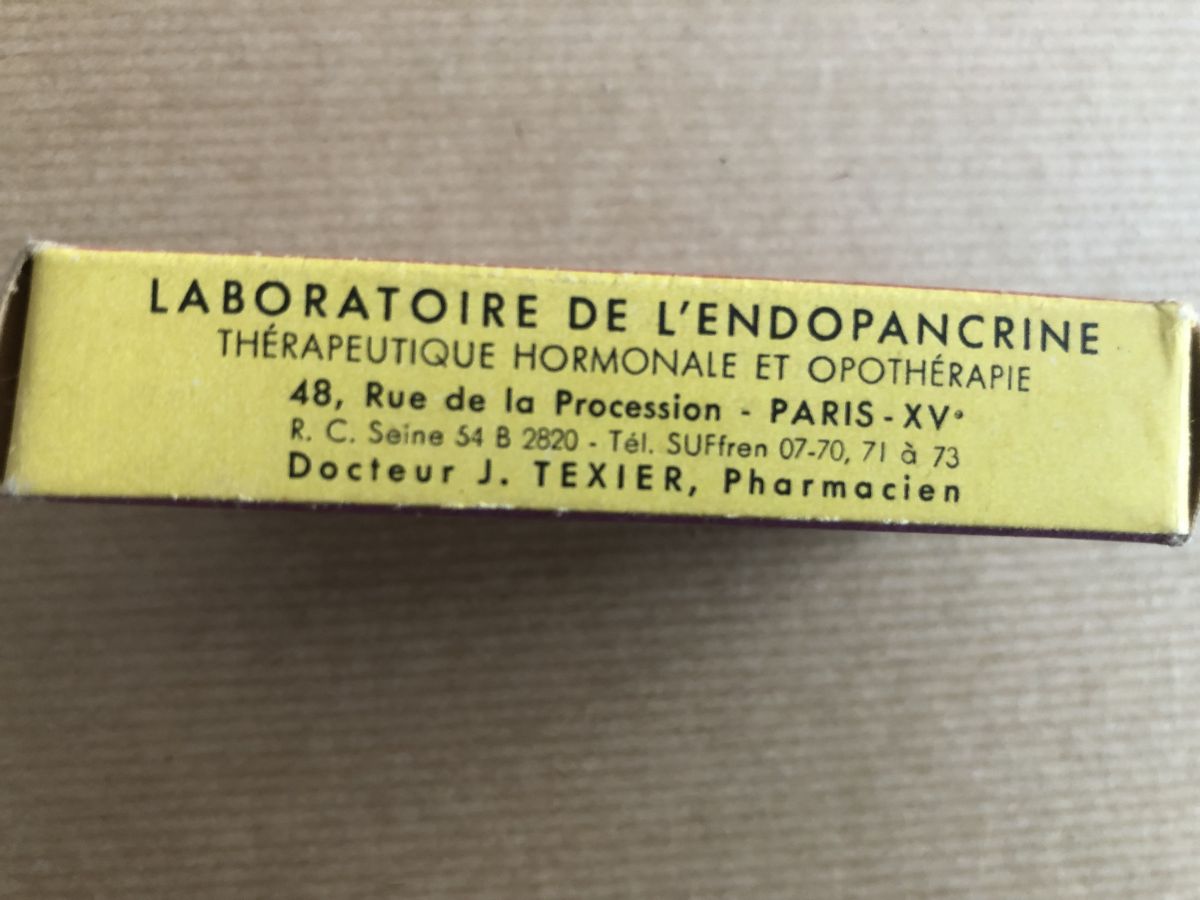 LABORATOIRE DE L'ENDOPANCRINE
THÉRAPEUTIQUE HORMONALE ET OPOTHÉRAPIE
48, Rue de la Procession - PARIS-XVe
R. C. Seine 54 B 2820 - Tél. SUFfren 07-70, 71 à 73
Docteur J. TEXIER, Pharmacien